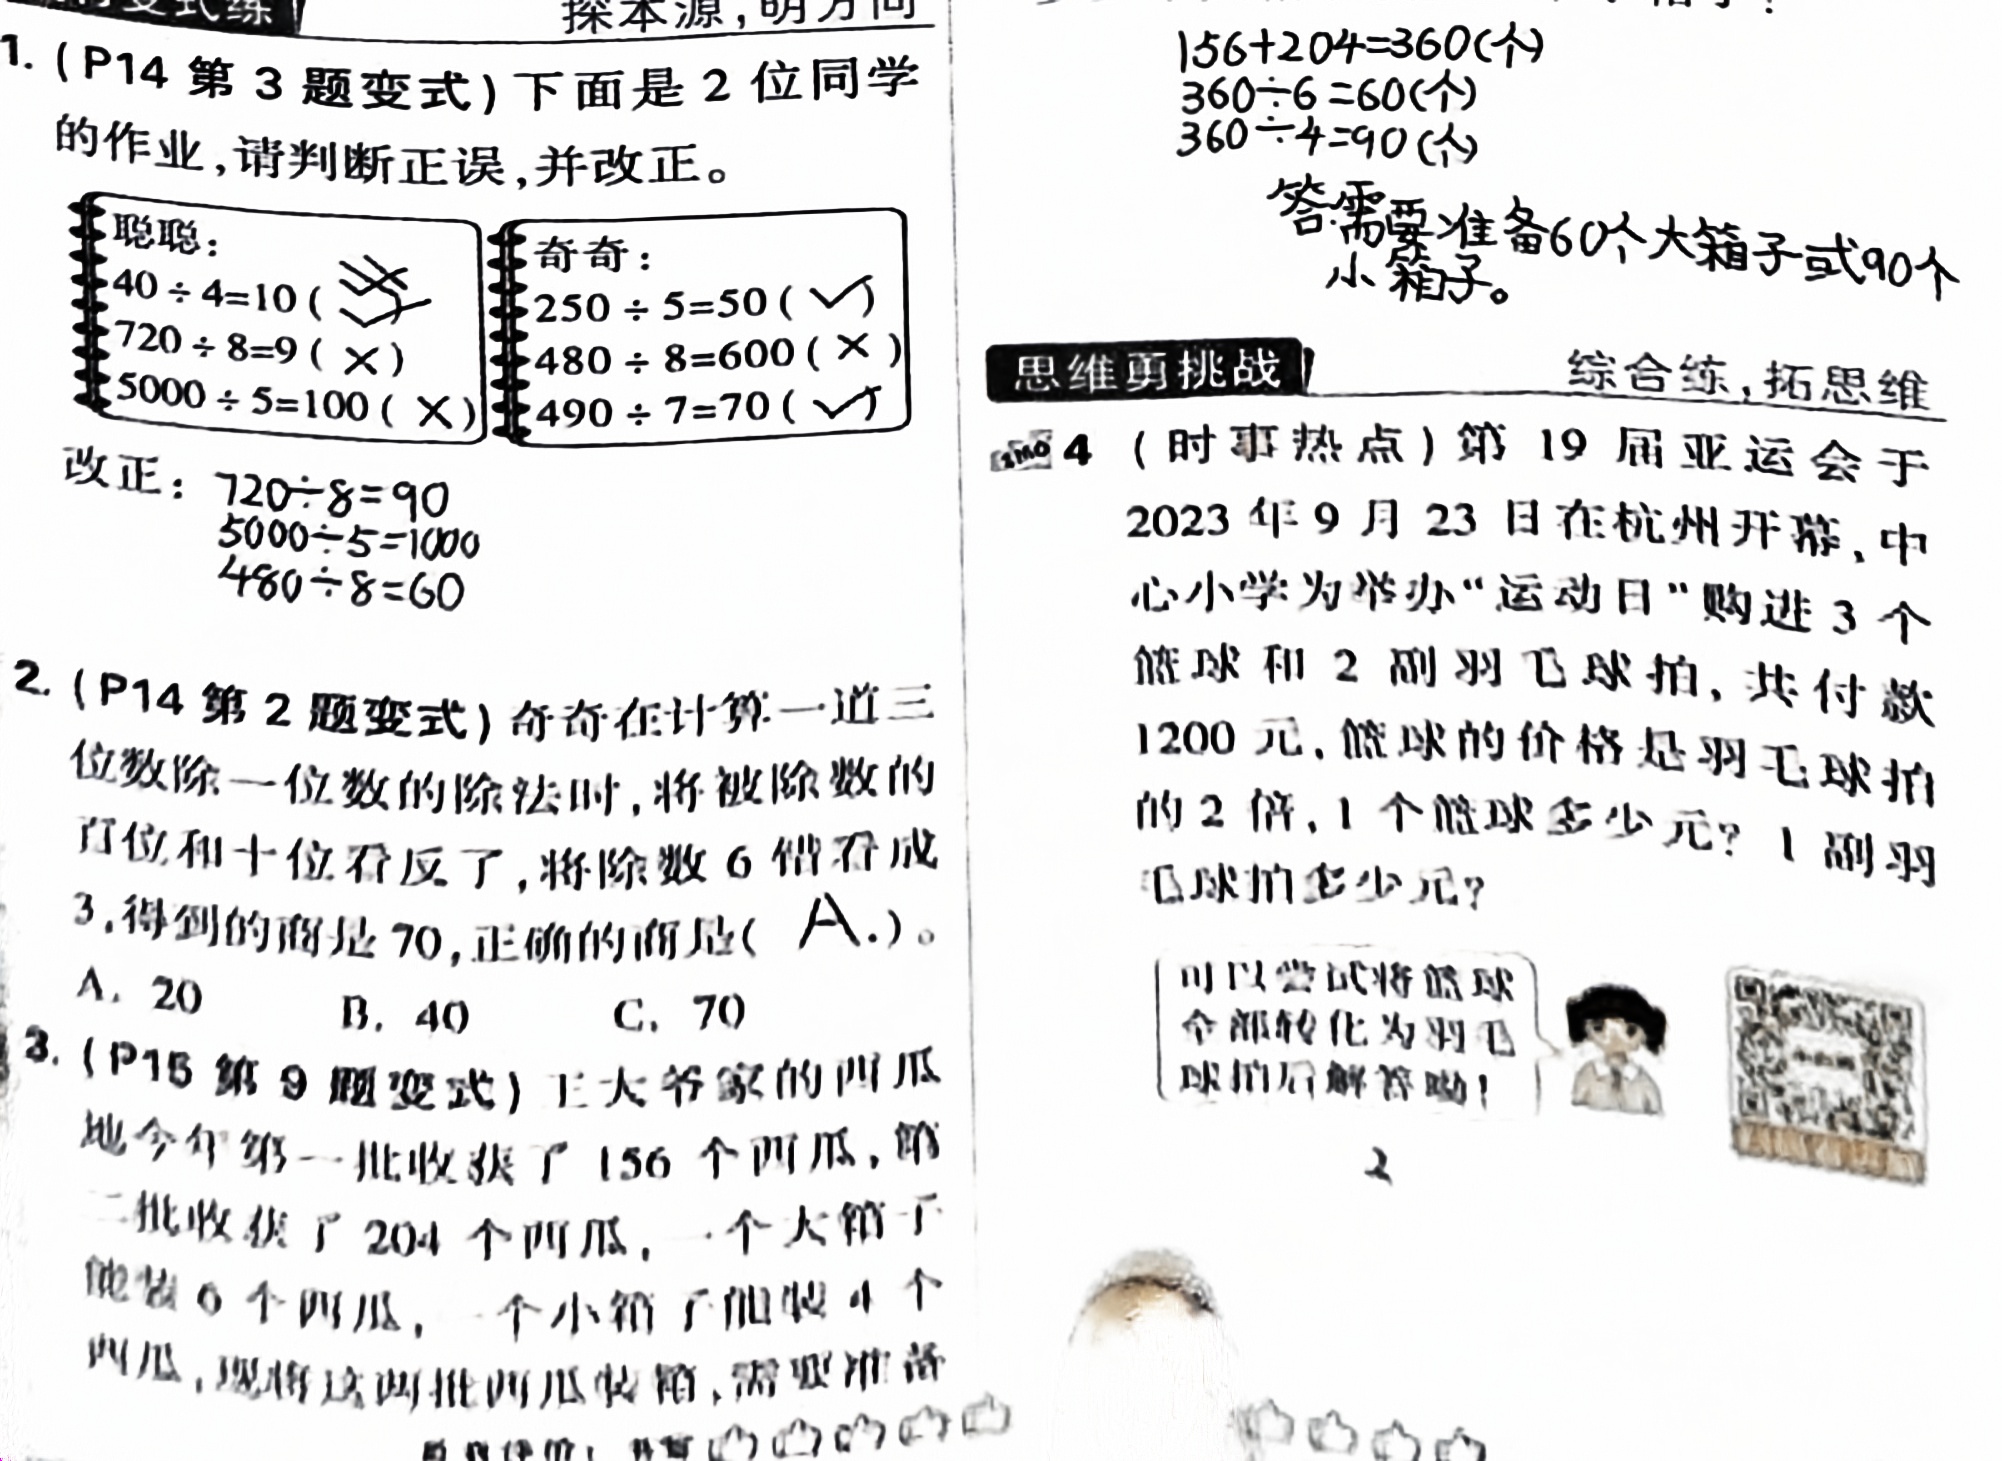 探本源，明方向
1.（P14 第 3 题变式）下面是 2 位同学
的作业，请判断正误，并改正。
聪聪：
40÷4=10（ ✓ ）
720÷8=9（ × ）
5000÷5=100（ × ）
奇奇：
250÷5=50（ ✓ ）
480÷8=600（ × ）
490÷7=70（ ✓ ）
改正：720÷8=90
5000÷5=1000
480÷8=60
2.（P14 第 2 题变式）奇奇在计算一道三
位数除一位数的除法时，将被除数的
百位和十位看反了，将除数 6 错看成
3，得到的商是 70，正确的商是（ A. ）。
A. 20 B. 40 C. 70
3.（P15 第 9 题变式）王大爷家的西瓜
地今年第一批收获了 156 个西瓜，第
二批收获了 204 个西瓜，一个大箱子
能装 6 个西瓜，一个小箱子能装 4 个
西瓜，现将这两批西瓜装箱，需要准备
156+204=360(个)
360÷6=60(个)
360÷4=90(个)
答:需要准备60个大箱子或90个
小箱子。
思维勇挑战 综合练，拓思维
4（时事热点）第 19 届亚运会于
2023 年 9 月 23 日在杭州开幕，中
心小学为举办“运动日”购进 3 个
篮球和 2 副羽毛球拍，共付款
1200 元，篮球的价格是羽毛球拍
的 2 倍，1 个篮球多少元？1 副羽
毛球拍多少元？
可以尝试将篮球
全部转化为羽毛
球拍后解答呦！
2